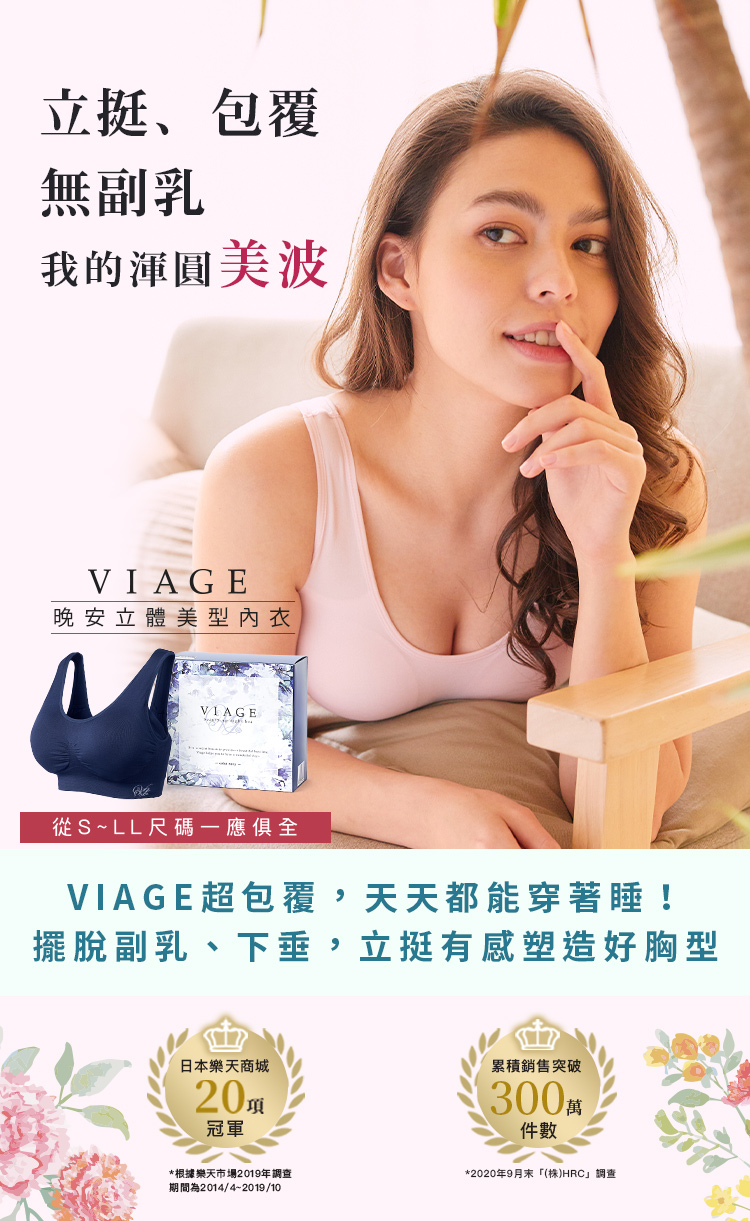 立挺、包覆
無副乳
我的渾圓美波
VIAGE
晚安立體美型內衣
VIAGE
從S~LL尺碼一應俱全
VIAGE超包覆，天天都能穿著睡！
擺脫副乳、下垂，立挺有感塑造好胸型
日本樂天商城
20項
冠軍
*根據樂天市場2019年調查
期間為2014/4~2019/10
累積銷售突破
300萬
件數
*2020年9月末「(株)HRC」調查